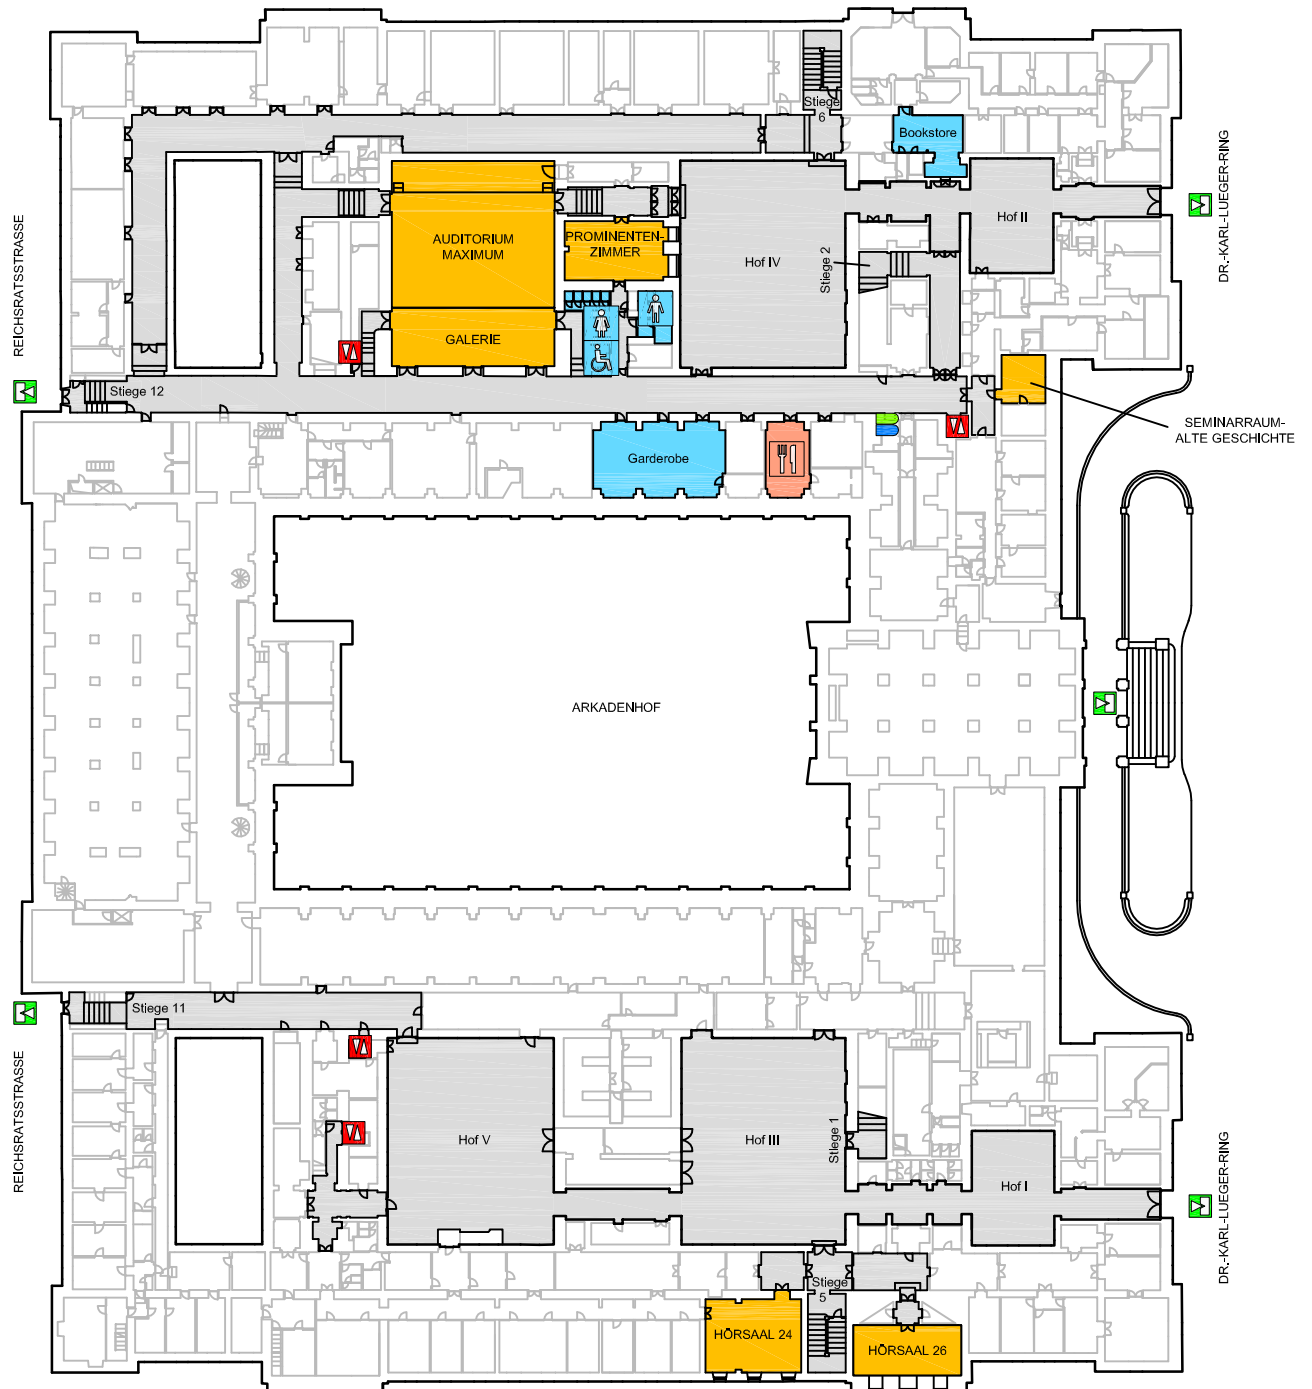 Stiege
6
Bookstore
DR.-KARL-LUEGER-RING
REICHSRATSSTRASSE
Hof II
AUDITORIUM
MAXIMUM
PROMINENTEN-
ZIMMER
Hof IV
Stiege 2
GALERIE
Stiege 12
SEMINARRAUM-
ALTE GESCHICHTE
Garderobe
ARKADENHOF
Stiege 11
REICHSRATSSTRASSE
Hof V
Hof III
Stiege 1
Hof I
DR.-KARL-LUEGER-RING
Stiege
5
HÖRSAAL 24
HÖRSAAL 26